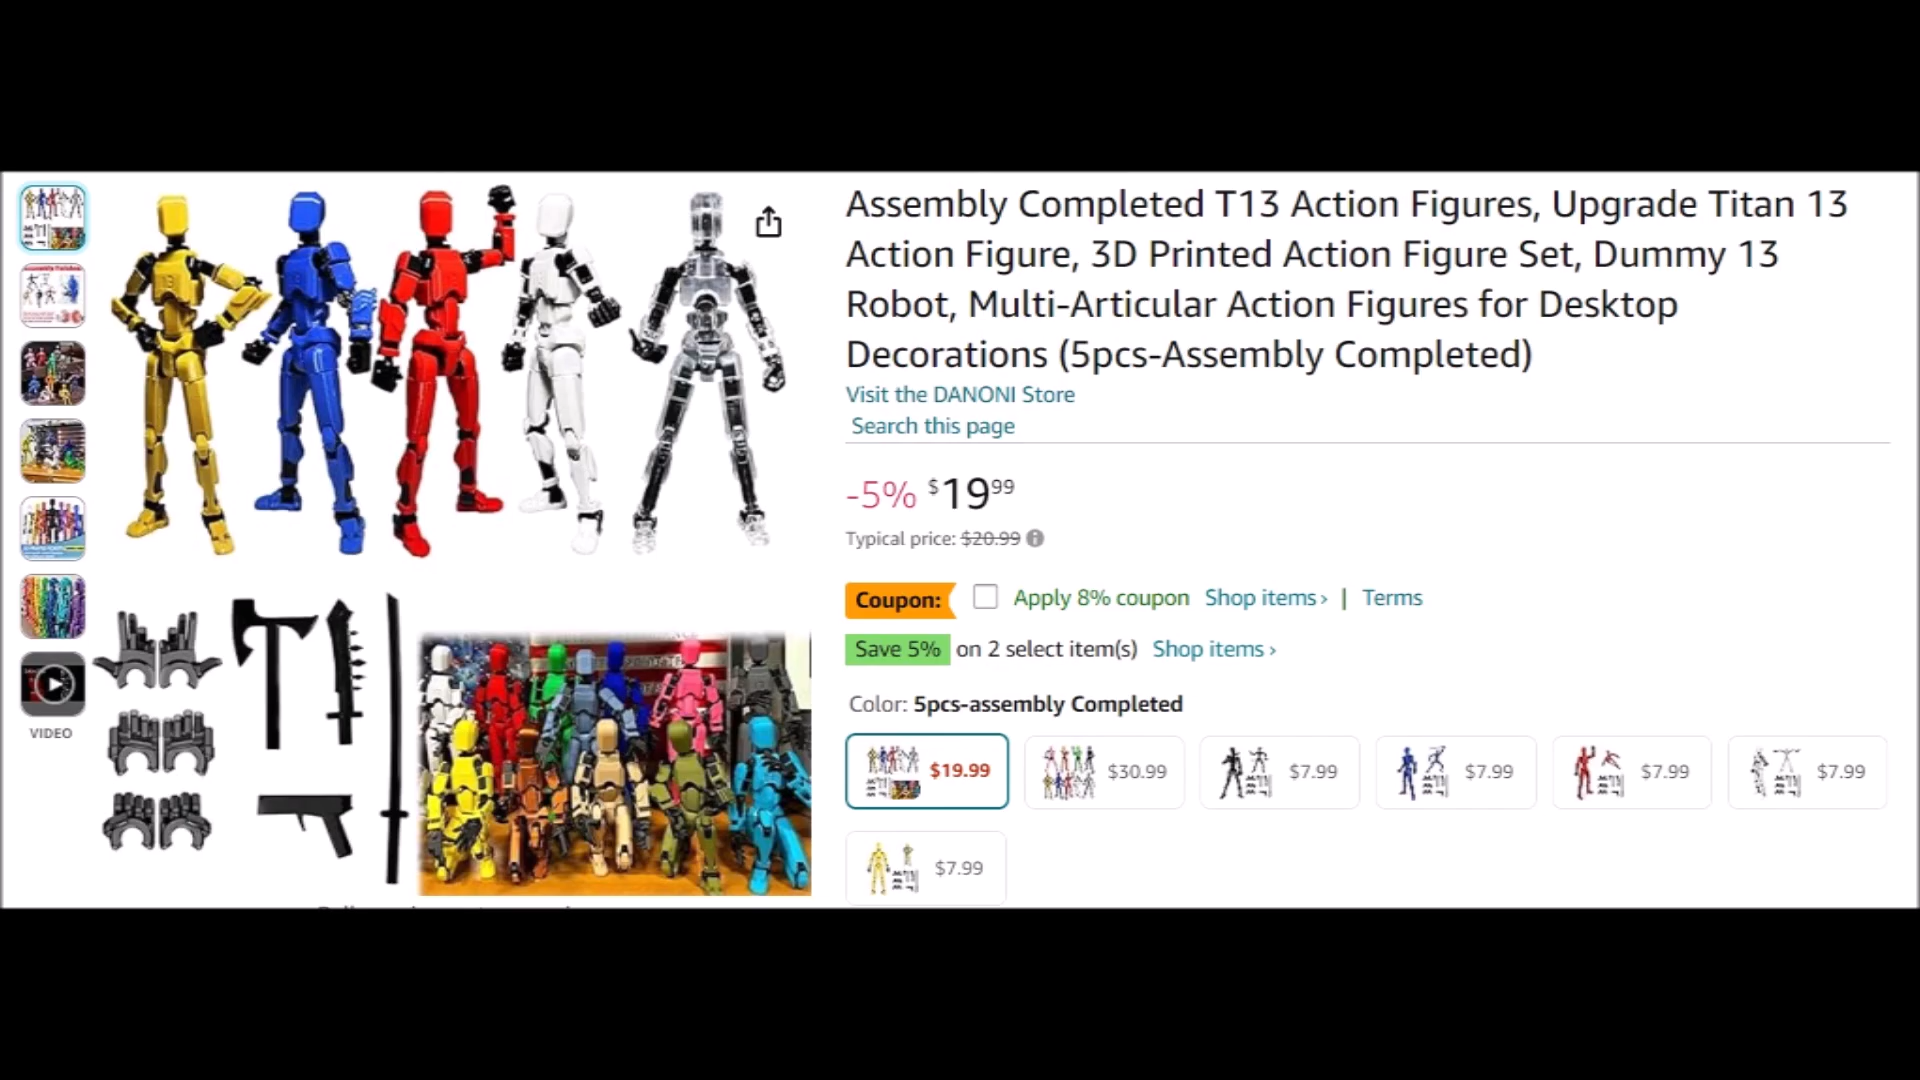 Assembly Completed T13 Action Figures, Upgrade Titan 13
Action Figure, 3D Printed Action Figure Set, Dummy 13
Robot, Multi-Articular Action Figures for Desktop
Decorations (5pcs-Assembly Completed)
Visit the DANONI Store
Search this page
-5% $19.99
Typical price: $20.99
Coupon: Apply 8% coupon Shop items› | Terms
Save 5% on 2 select item(s) Shop items ›
Color: 5pcs-assembly Completed
$19.99 $30.99 $7.99 $7.99 $7.99 $7.99
$7.99
VIDEO